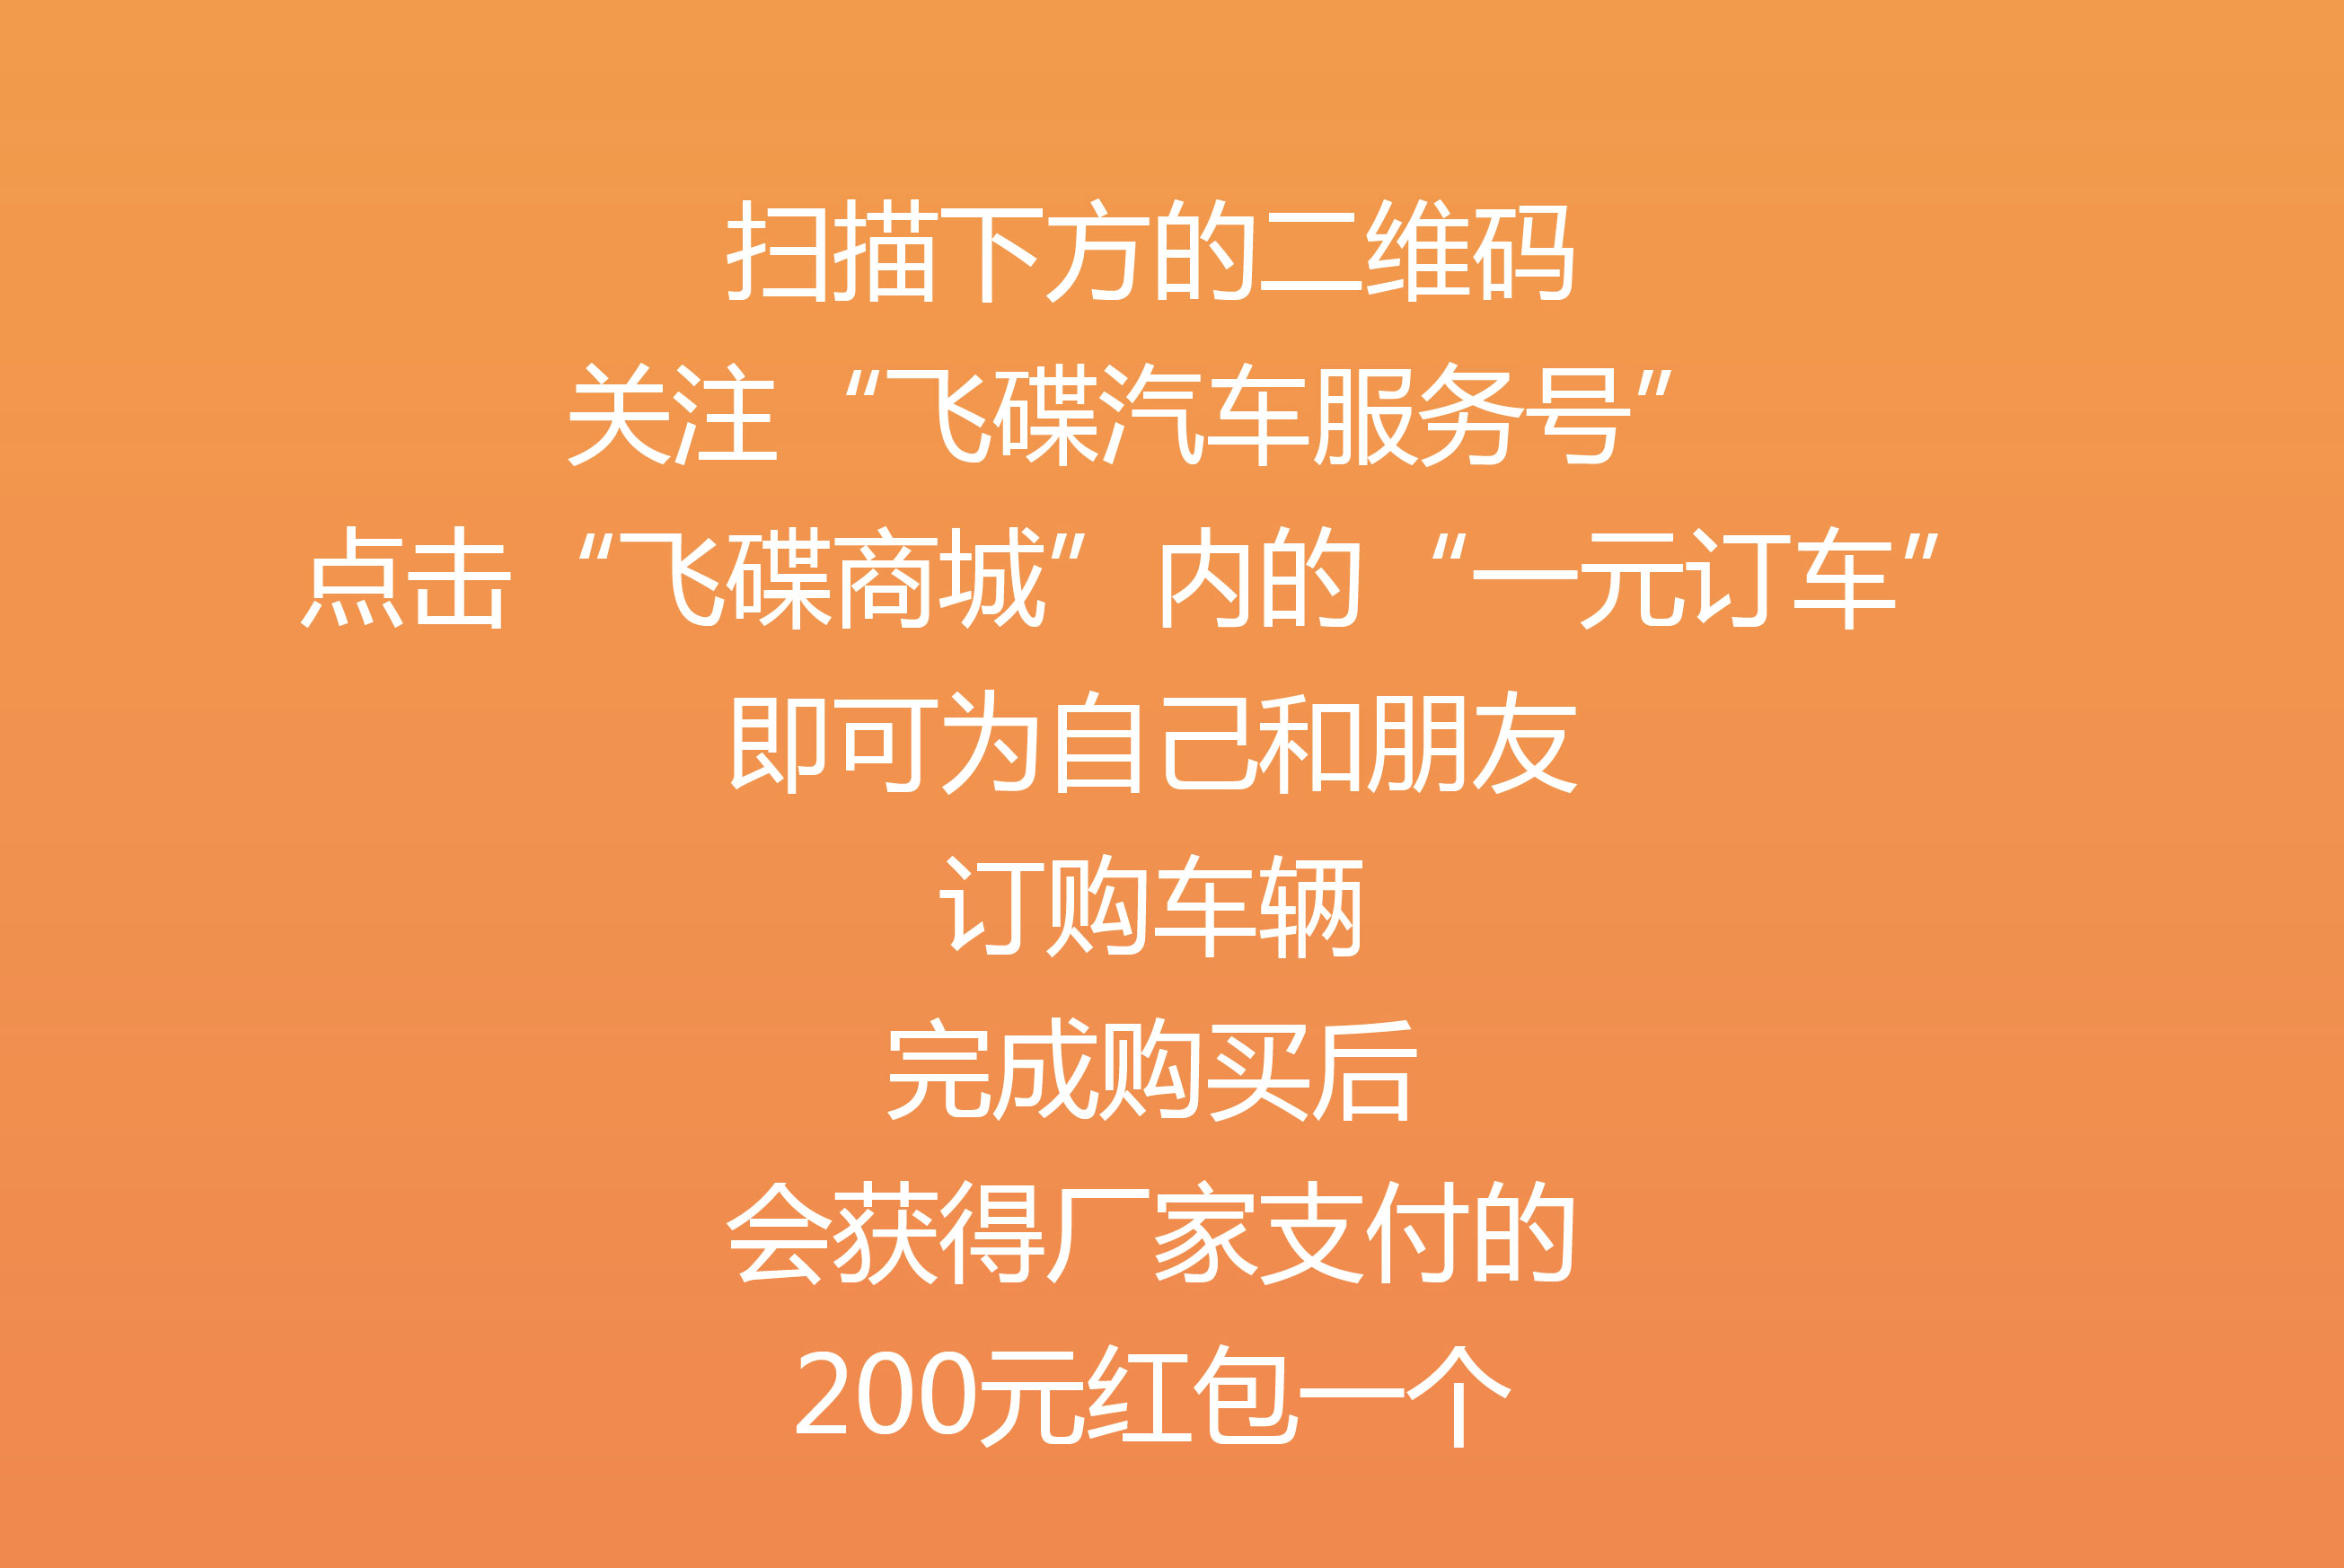 扫描下方的二维码
关注 “飞碟汽车服务号”
点击 “飞碟商城“ 内的 “一元订车”
即可为自己和朋友
订购车辆
完成购买后
会获得厂家支付的
200元红包一个